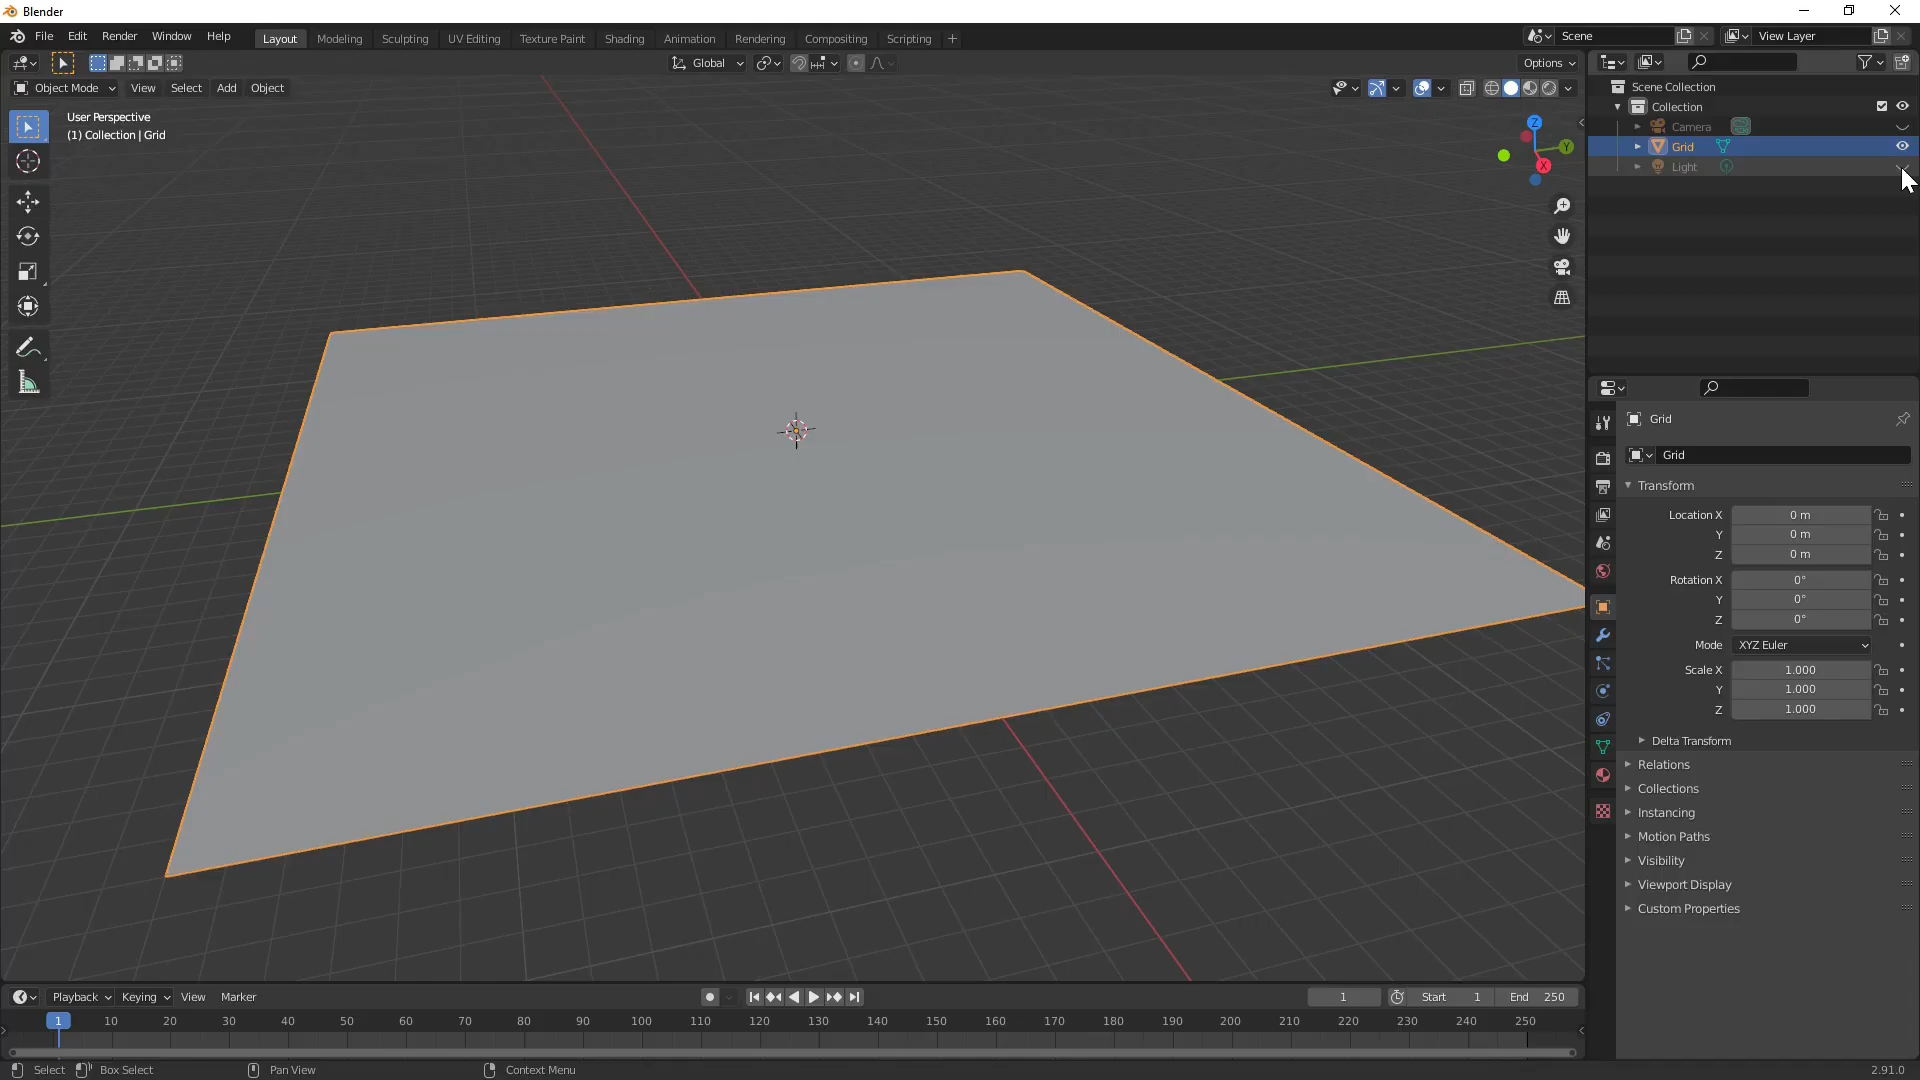 Blender
File Edit Render Window Help Layout Modeling Sculpting UV Editing Texture Paint Shading Animation Rendering Compositing Scripting + Scene View Layer
Global Options
Object Mode View Select Add Object
User Perspective
(1) Collection | Grid
Z
Y
X
Scene Collection
Collection
Camera
Grid
Light
Grid
Grid
Transform
Location X 0 m
Y 0 m
Z 0 m
Rotation X 0°
Y 0°
Z 0°
Mode XYZ Euler
Scale X 1.000
Y 1.000
Z 1.000
Delta Transform
Relations
Collections
Instancing
Motion Paths
Visibility
Viewport Display
Custom Properties
Playback Keying View Marker 1 Start 1 End 250
1 10 20 30 40 50 60 70 80 90 100 110 120 130 140 150 160 170 180 190 200 210 220 230 240 250
Select Box Select Pan View Context Menu 2.91.0